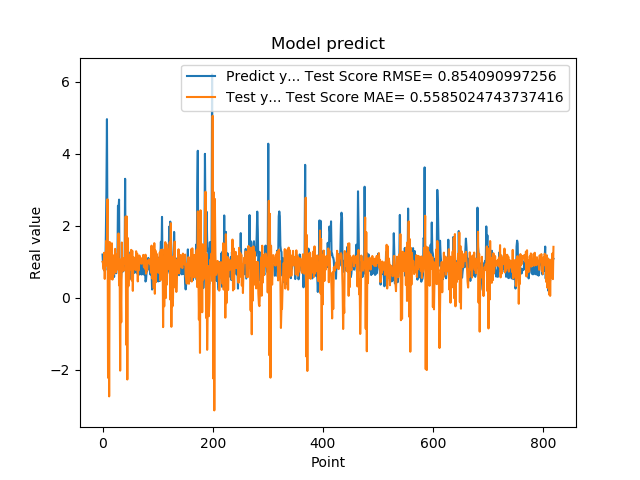 Model predict
Predict y... Test Score RMSE= 0.854090997256
Test y... Test Score MAE= 0.5585024743737416
Real value
6
4
2
0
−2
0 200 400 600 800
Point